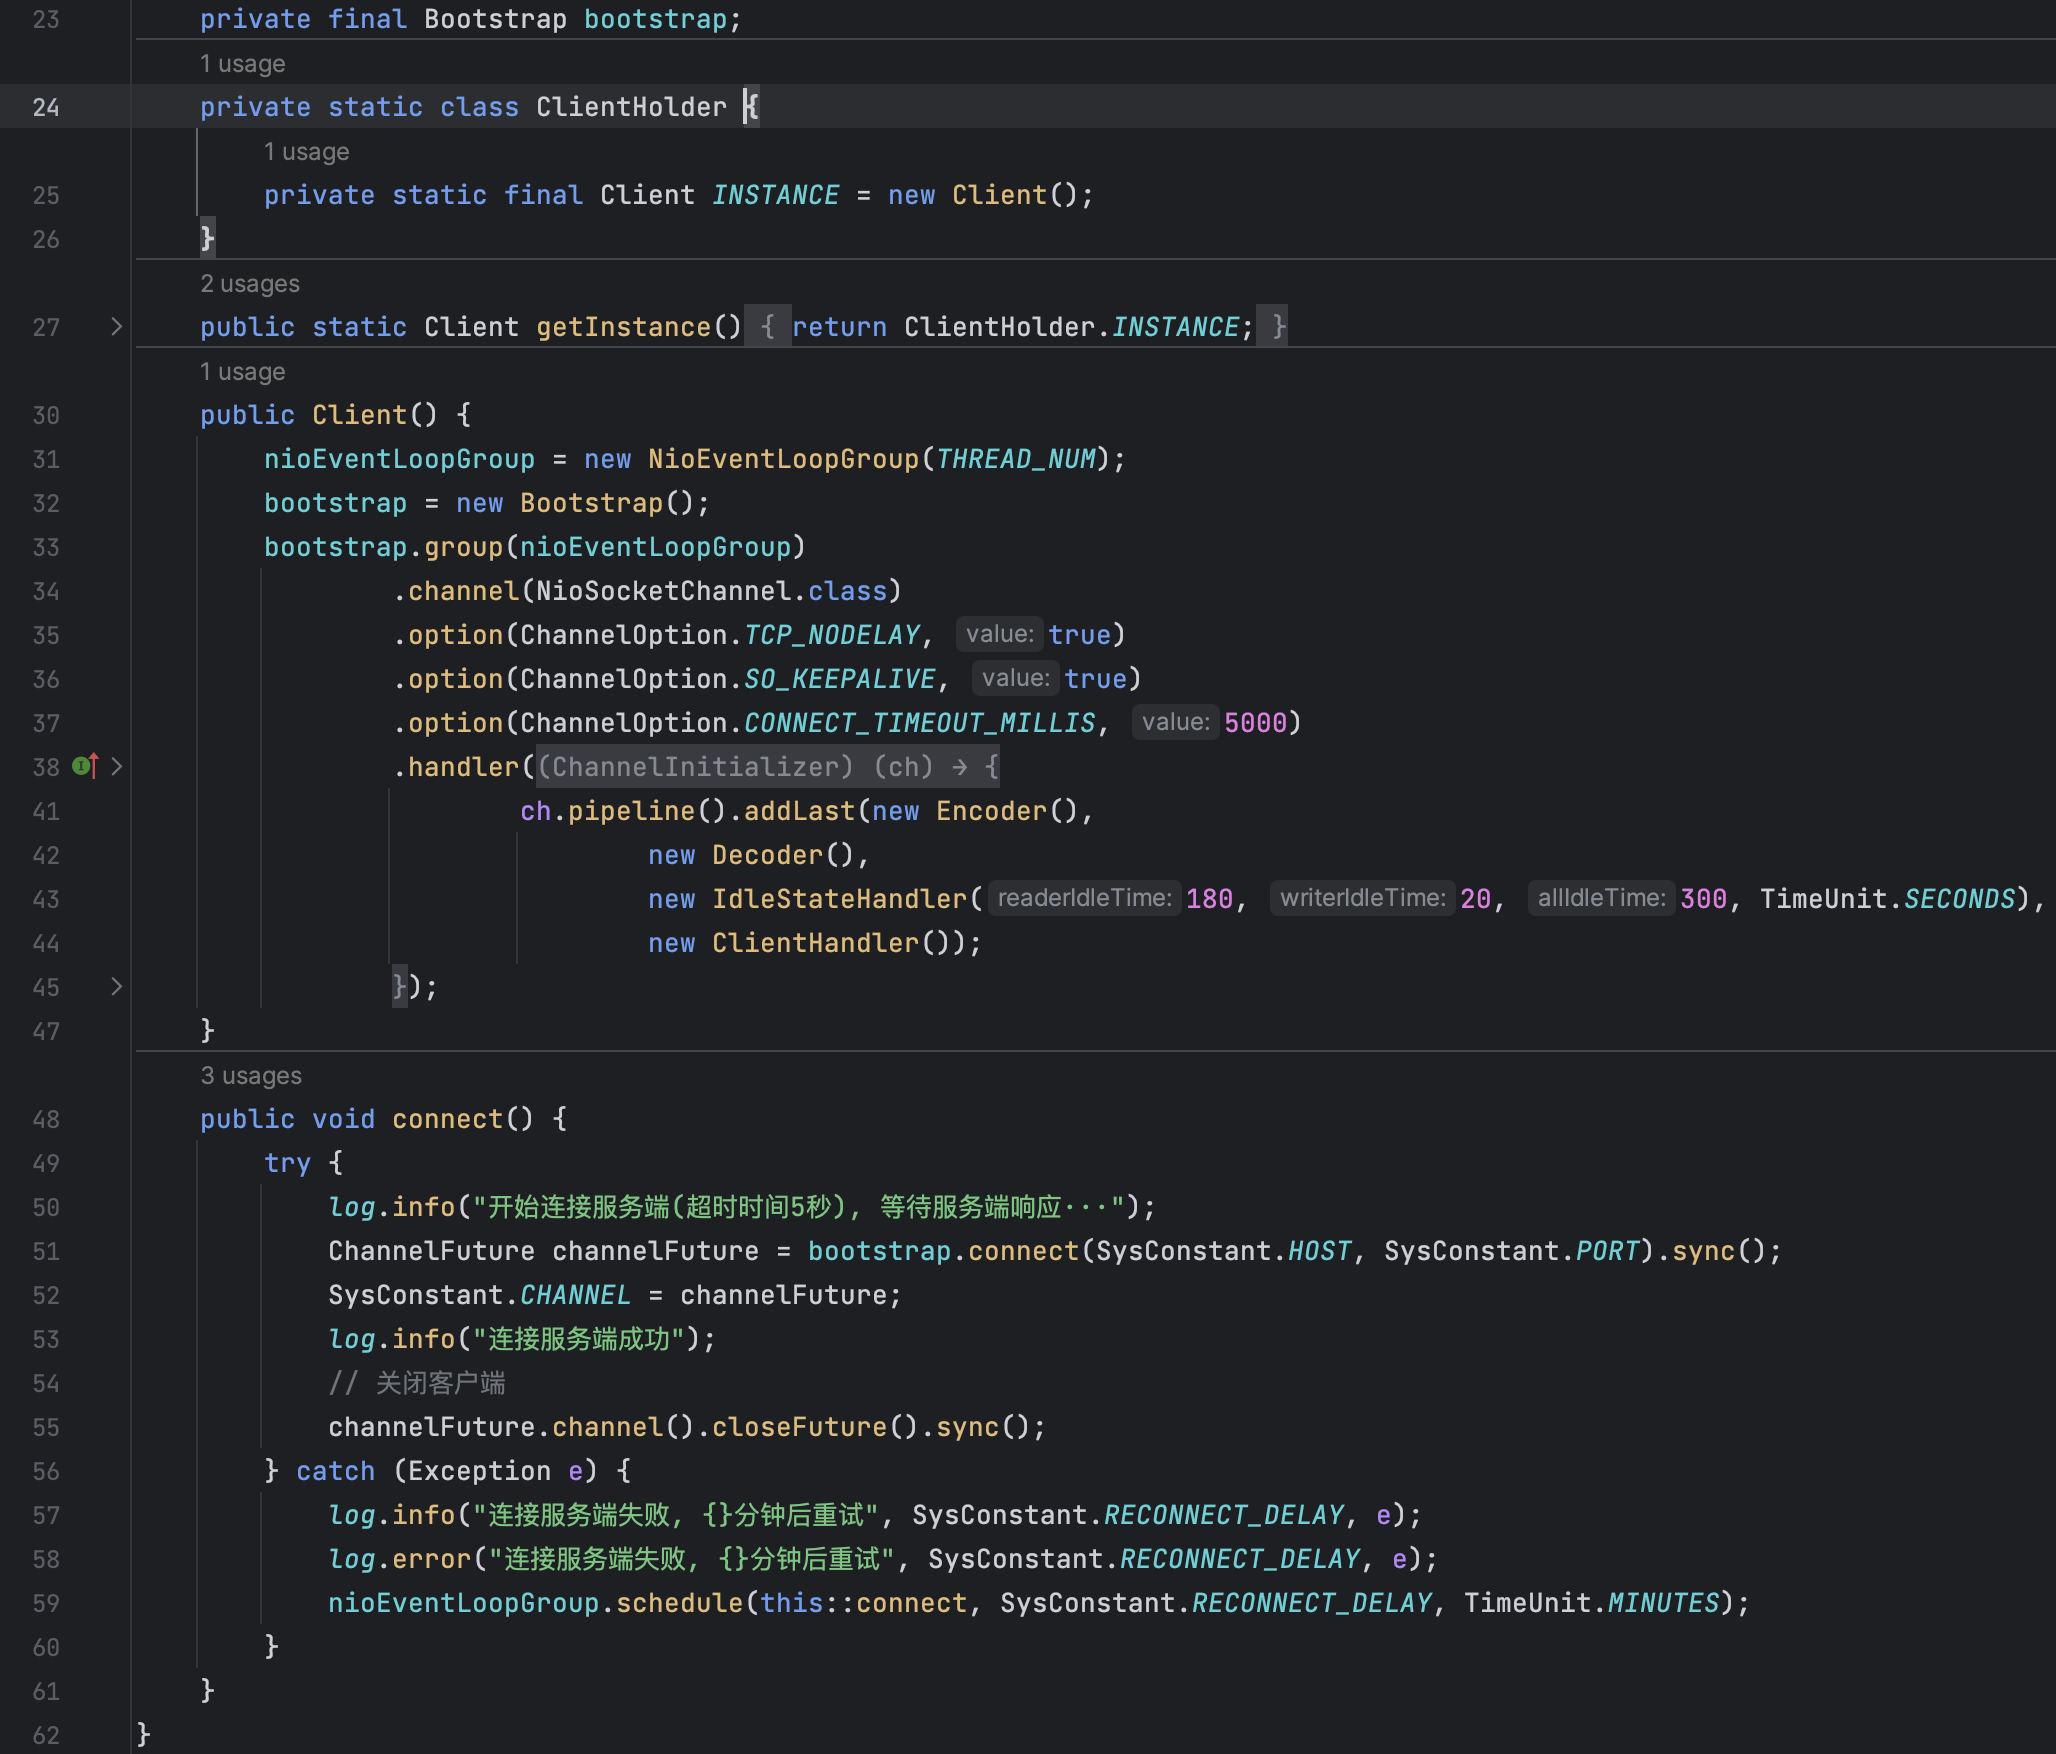 23 private final Bootstrap bootstrap;
1 usage
24 private static class ClientHolder {
1 usage
25 private static final Client INSTANCE = new Client();
26 }
2 usages
27 public static Client getInstance() { return ClientHolder.INSTANCE; }
1 usage
30 public Client() {
31 nioEventLoopGroup = new NioEventLoopGroup(THREAD_NUM);
32 bootstrap = new Bootstrap();
33 bootstrap.group(nioEventLoopGroup)
34 .channel(NioSocketChannel.class)
35 .option(ChannelOption.TCP_NODELAY, value: true)
36 .option(ChannelOption.SO_KEEPALIVE, value: true)
37 .option(ChannelOption.CONNECT_TIMEOUT_MILLIS, value: 5000)
38 .handler((ChannelInitializer) (ch) → {
41 ch.pipeline().addLast(new Encoder(),
42 new Decoder(),
43 new IdleStateHandler( readerIdleTime: 180, writerIdleTime: 20, allIdleTime: 300, TimeUnit.SECONDS),
44 new ClientHandler());
45 });
47 }
3 usages
48 public void connect() {
49 try {
50 log.info("开始连接服务端(超时时间5秒), 等待服务端响应···");
51 ChannelFuture channelFuture = bootstrap.connect(SysConstant.HOST, SysConstant.PORT).sync();
52 SysConstant.CHANNEL = channelFuture;
53 log.info("连接服务端成功");
54 // 关闭客户端
55 channelFuture.channel().closeFuture().sync();
56 } catch (Exception e) {
57 log.info("连接服务端失败, {}分钟后重试", SysConstant.RECONNECT_DELAY, e);
58 log.error("连接服务端失败, {}分钟后重试", SysConstant.RECONNECT_DELAY, e);
59 nioEventLoopGroup.schedule(this::connect, SysConstant.RECONNECT_DELAY, TimeUnit.MINUTES);
60 }
61 }
62 }